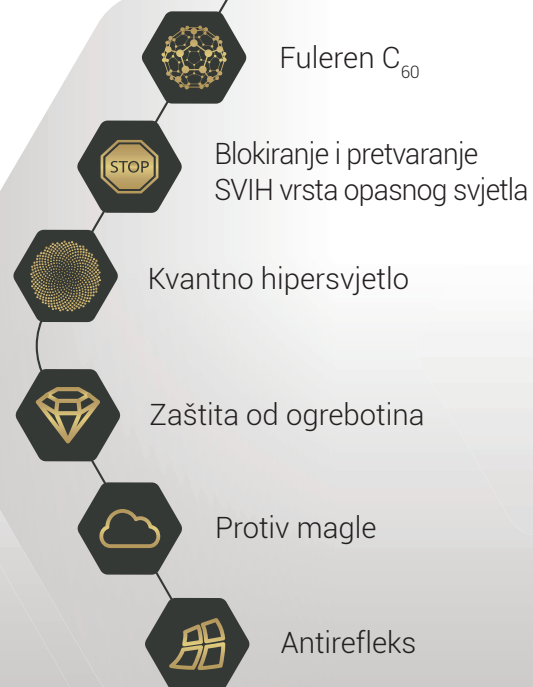 Fuleren C₆₀
STOP
Blokiranje i pretvaranje
SVIH vrsta opasnog svjetla
Kvantno hipersvjetlo
Zaštita od ogrebotina
Protiv magle
Antirefleks